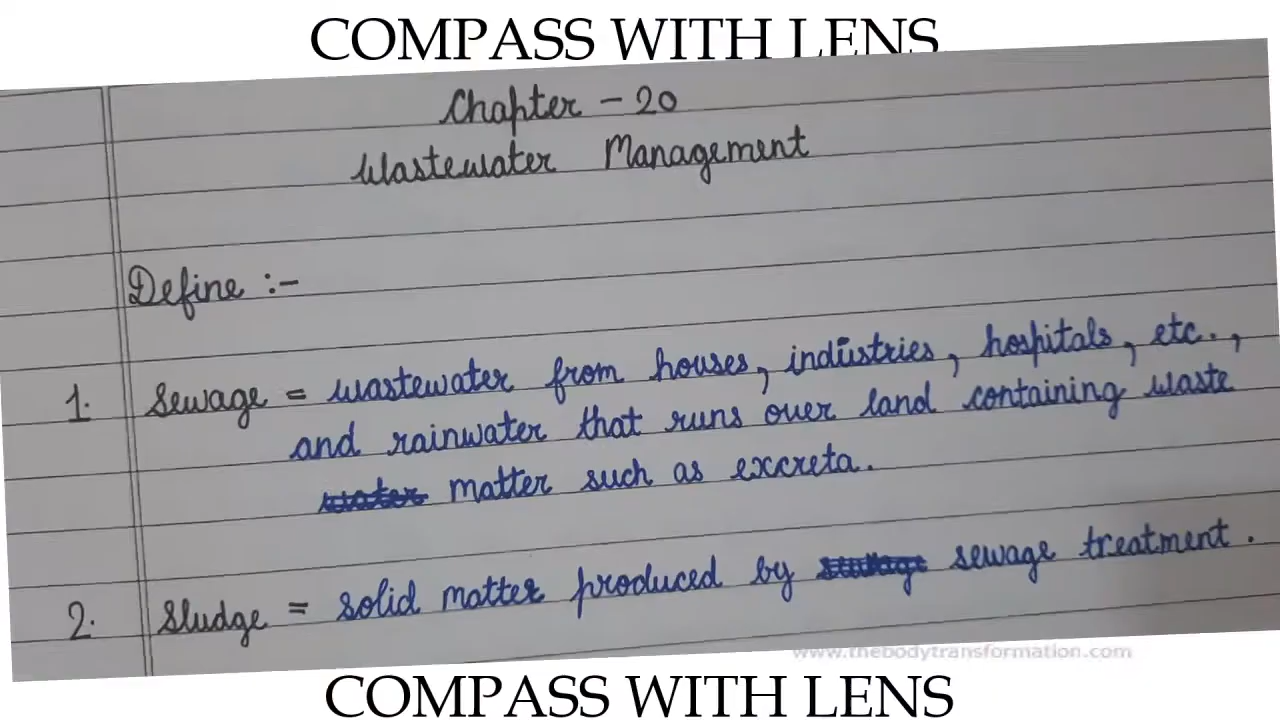 COMPASS WITH LENS
Chapter - 20
Wastewater Management
Define :-
1. Sewage = wastewater from houses, industries, hospitals, etc.,
and rainwater that runs over land containing waste
water matter such as excreta.
2. Sludge = solid matter produced by sewage treatment.
www.thebodytransformation.com
COMPASS WITH LENS